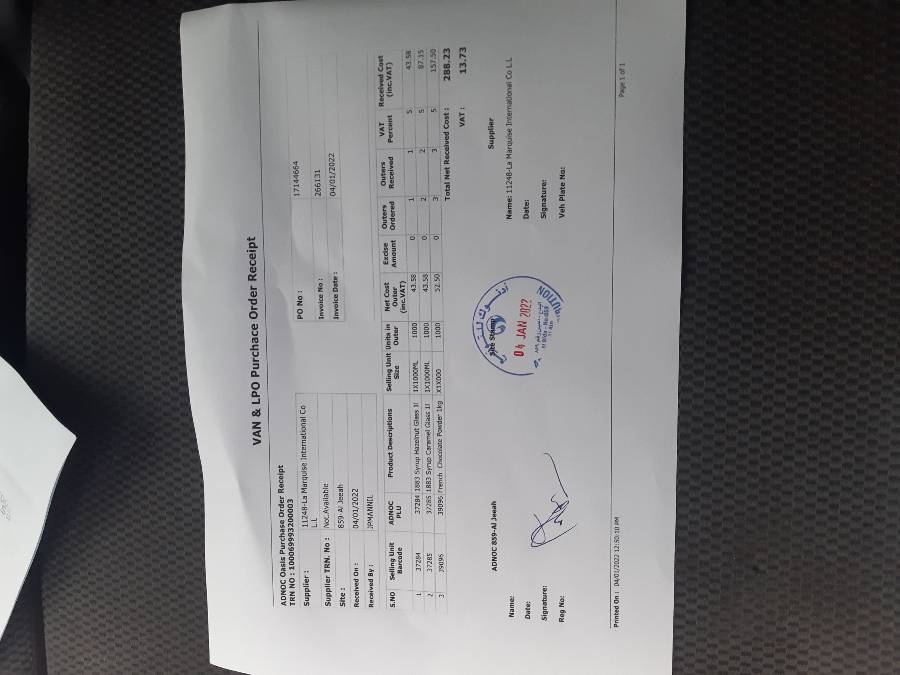 VAN & LPO Purchace Order Receipt
ADNOC Oasis Purchase Order Receipt
TRN NO : 100069993200003
Supplier : 11248-La Marquise International Co L.L
PO No : 17144664
Supplier TRN. No : Not.Available
Invoice No : 266131
Site : 859-Al Jeeah
Invoice Date : 04/01/2022
Received On : 04/01/2022
Received By : JPMANNIL
S.NO Selling Unit Barcode ADNOC PLU Product Descriptions Selling Unit Size Units in Outer Net Cost Outer (inc.VAT) Excise Amount Outers Ordered Outers Received VAT Percent Received Cost (inc.VAT)
1 37284 37284 1883 Syrup Hazelnut Glass 1l 1X1000ML 1000 43.58 0 1 1 5 43.58
2 37285 37285 1883 Syrup Caramel Glass 1l 1X1000ML 1000 43.58 0 2 2 5 87.15
3 39096 39096 French Chocolate Powder 1kg X1X000 1000 52.50 0 3 3 5 157.50
Total Net Received Cost : 288.23
VAT : 13.73
ADNOC 859-Al Jeeah
Site Stamp
Supplier
أدنوك للتوزيع
04 JAN 2022
Name:
Name: 11248-La Marquise International Co L.L
Date:
Date:
Signature:
Signature:
Reg No:
Veh Plate No:
Printed On : 04/01/2022 12:50:10 PM
Page 1 of 1